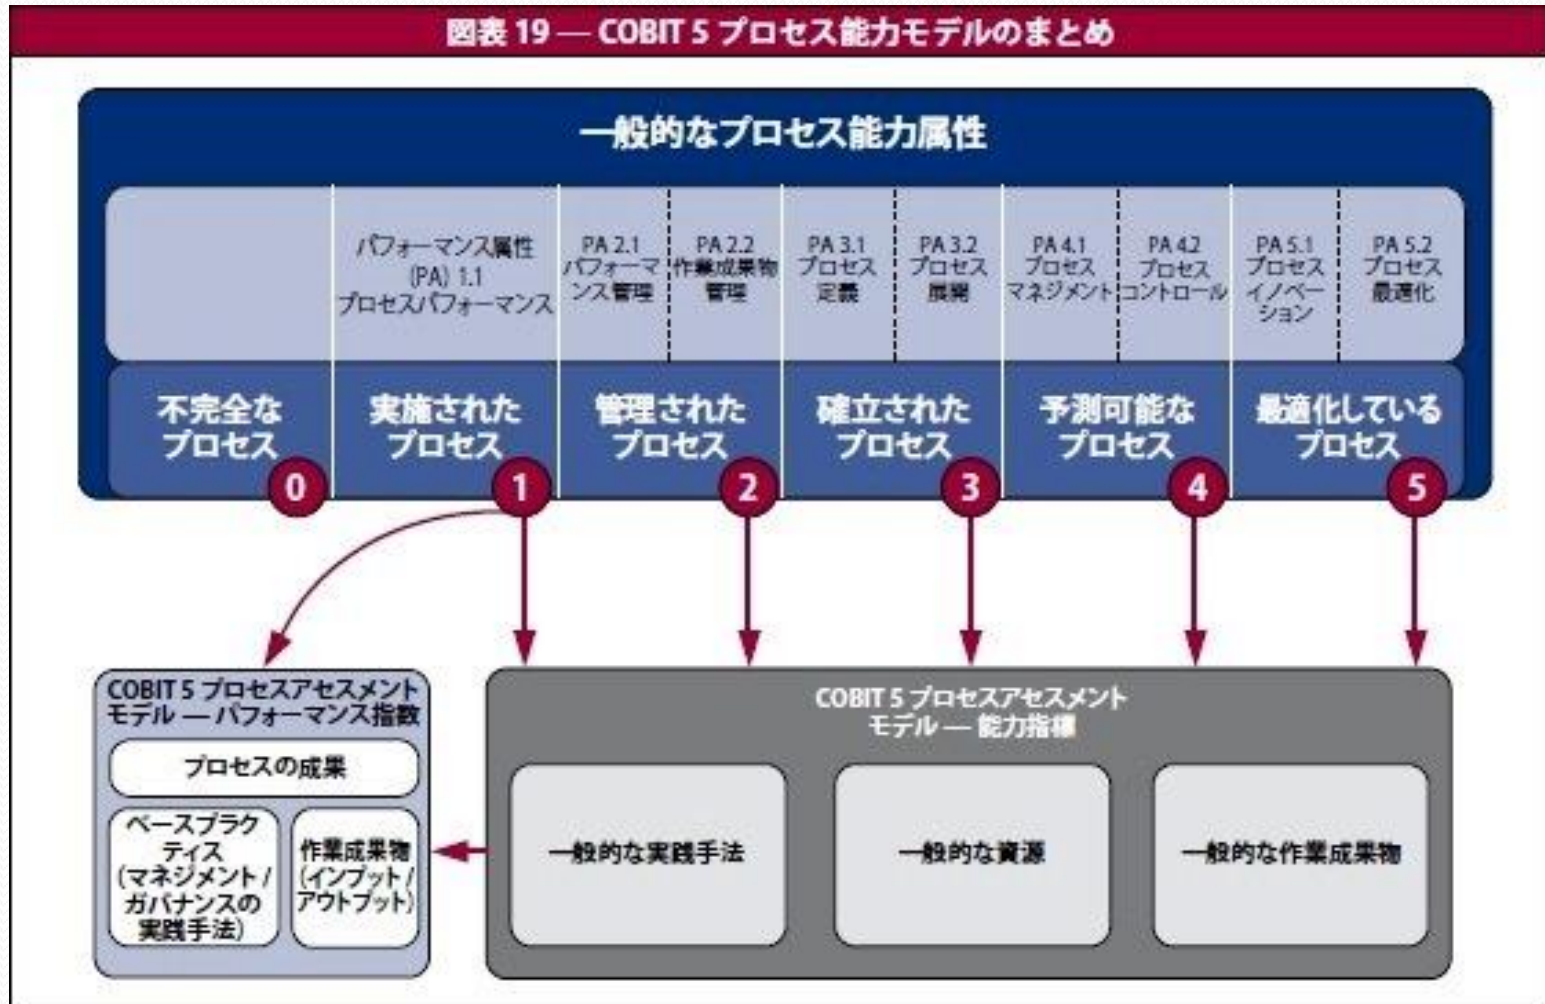 図表 19 — COBIT 5 プロセス能力モデルのまとめ
一般的なプロセス能力属性
パフォーマンス属性
(PA) 1.1
プロセスパフォーマンス
PA 2.1
パフォーマ
ンス管理
PA 2.2
作業成果物
管理
PA 3.1
プロセス
定義
PA 3.2
プロセス
展開
PA 4.1
プロセス
マネジメント
PA 4.2
プロセス
コントロール
PA 5.1
プロセス
イノベー
ション
PA 5.2
プロセス
最適化
不完全な
プロセス
0
実施された
プロセス
1
管理された
プロセス
2
確立された
プロセス
3
予測可能な
プロセス
4
最適化している
プロセス
5
COBIT 5 プロセスアセスメント
モデル — パフォーマンス指数
プロセスの成果
ベースプラク
ティス
(マネジメント /
ガバナンスの
実践手法)
作業成果物
(インプット /
アウトプット)
COBIT 5 プロセスアセスメント
モデル — 能力指標
一般的な実践手法
一般的な資源
一般的な作業成果物